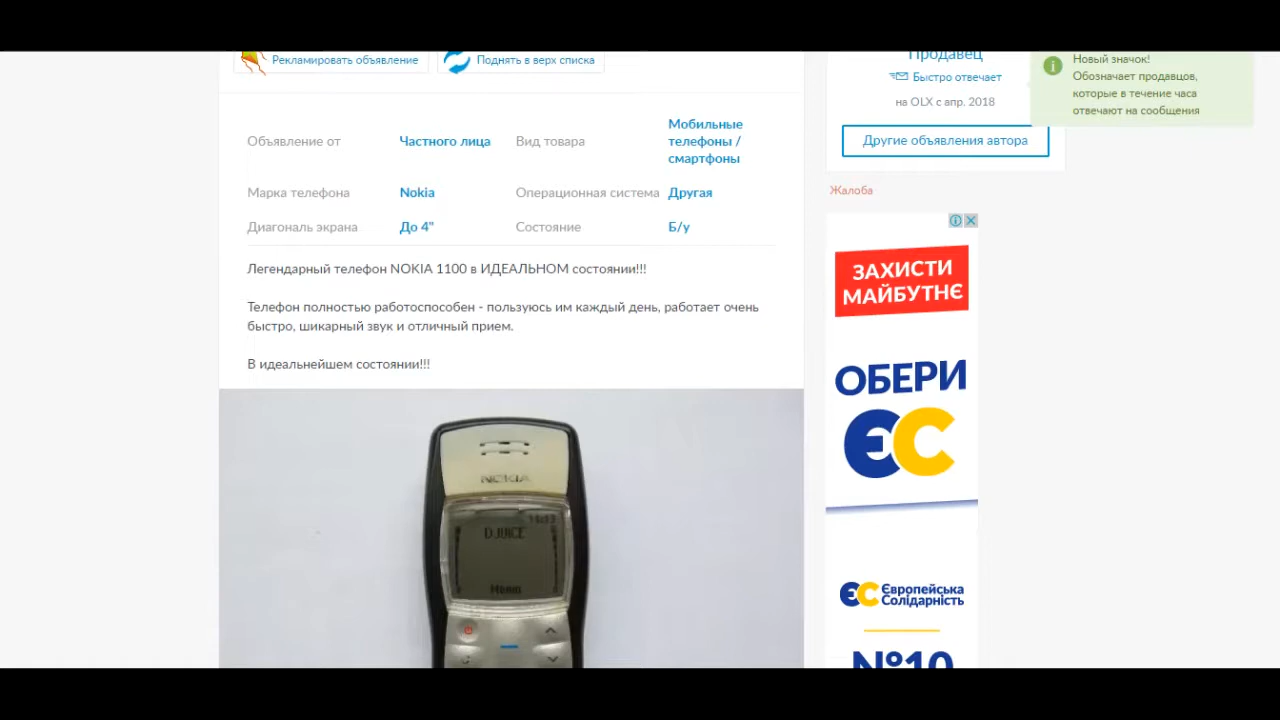 Рекламировать объявление
Поднять в верх списка
Продавец
Быстро отвечает
на OLX с апр. 2018
Другие объявления автора
Жалоба
Новый значок!
Обозначает продавцов,
которые в течение часа
отвечают на сообщения
Объявление от
Частного лица
Вид товара
Мобильные
телефоны /
смартфоны
Марка телефона
Nokia
Операционная система
Другая
Диагональ экрана
До 4"
Состояние
Б/у
Легендарный телефон NOKIA 1100 в ИДЕАЛЬНОМ состоянии!!!
Телефон полностью работоспособен - пользуюсь им каждый день, работает очень
быстро, шикарный звук и отличный прием.
В идеальнейшем состоянии!!!
NOKIA
DJUICE
Меню
ЗАХИСТИ
МАЙБУТНЄ
ОБЕРИ
ЄС
ЄС Європейська
Солідарність
№10